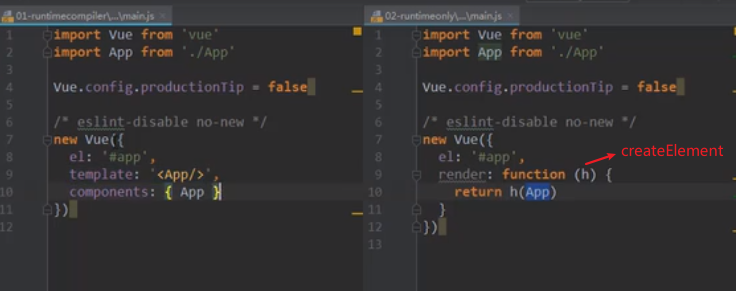 01-runtimecompiler\...\main.js
1 import Vue from 'vue'
2 import App from './App'
3
4 Vue.config.productionTip = false
5
6 /* eslint-disable no-new */
7 new Vue({
8 el: '#app',
9 template: '<App/>',
10 components: { App }
11 })
12
02-runtimeonly\...\main.js
1 import Vue from 'vue'
2 import App from './App'
3
4 Vue.config.productionTip = false
5
6 /* eslint-disable no-new */
7 new Vue({
8 el: '#app',
9 render: function (h) {
createElement
10 return h(App)
11 }
12 })
13